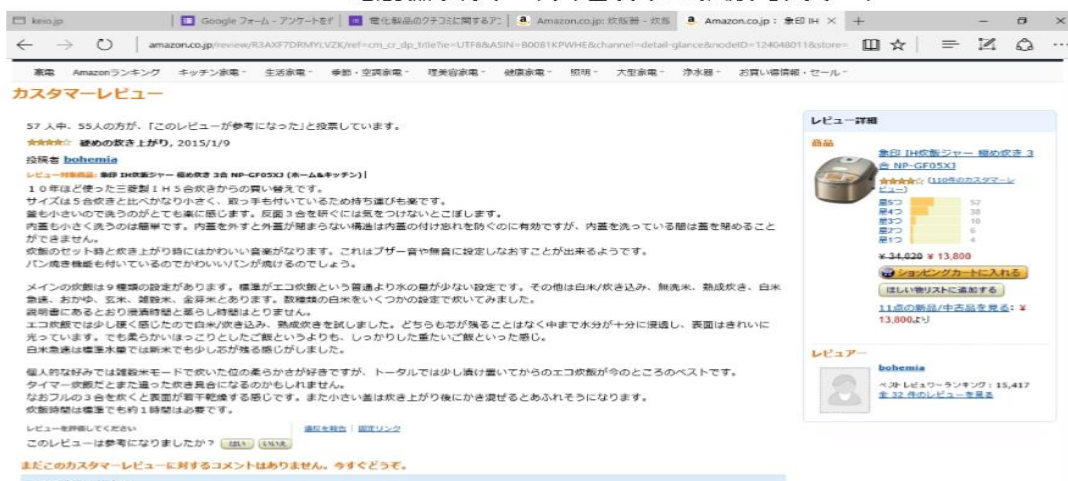 keio.jp
Google フォーム - アンケートを
電化製品のクチコミに関するア
Amazon.co.jp: 炊飯器 - 炊飯
Amazon.co.jp: 象印 IH
amazon.co.jp/review/R3AXF7DRMYLVZK/ref=cm_cr_dp_title?ie=UTF8&ASIN=B0081KPWHE&channel=detail-glance&nodeID=124048011&store=
家電 Amazonランキング キッチン家電 生活家電 季節・空調家電 理美容家電 健康家電 照明 大型家電 浄水器 お買い得情報・セール
カスタマーレビュー
57 人中、55人の方が、「このレビューが参考になった」と投票しています。
★★★★☆ 硬めの炊き上がり, 2015/1/9
投稿者 bohemia
レビュー対象商品: 象印 IH炊飯ジャー 極め炊き 3合 NP-GF05XJ (ホーム&キッチン)
１０年ほど使った三菱製ＩＨ５合炊きからの買い替えです。
サイズは５合炊きと比べかなり小さく、取っ手も付いているため持ち運びも楽です。
釜も小さいので洗うのがとても楽に感じます。反面３合を研ぐには気をつけないとこぼします。
内蓋も小さく洗うのは簡単です。内蓋を外すと外蓋が閉まらない構造は内蓋の付け忘れを防ぐのに有効ですが、内蓋を洗っている間は蓋を閉めること
ができません。
炊飯のセット時と炊き上がり時にはかわいい音楽がなります。これはブザー音や無音に設定しなおすことが出来るようです。
パン焼き機能も付いているのでかわいいパンが焼けるのでしょう。
メインの炊飯は９種類の設定があります。標準がエコ炊飯という普通より水の量が少ない設定です。その他は白米/炊き込み、無洗米、熟成炊き、白米
急速、おかゆ、玄米、雑穀米、金芽米とあります。数種類の白米をいくつかの設定で炊いてみました。
説明書にあるとおり浸漬時間と蒸らし時間はとりません。
エコ炊飯では少し硬く感じたので白米/炊き込み、熟成炊きを試しました。どちらも芯が残ることはなく中まで水分が十分に浸透し、表面はきれいに
光っています。でも柔らかいほっこりとしたご飯というよりも、しっかりした重たいご飯といった感じ。
白米急速は標準水量では新米でも少し芯が残る感じがしました。
個人的な好みでは雑穀米モードで炊いた位の柔らかさが好きですが、トータルでは少し漬け置いてからのエコ炊飯が今のところのベストです。
タイマー炊飯だとまた違った炊き具合になるのかもしれません。
なおフルの３合を炊くと表面が若干乾燥する感じです。また小さい釜は炊き上がり後にかき混ぜるとあふれそうになります。
炊飯時間は標準でも約１時間は必要です。
レビューを評価してください
違反を報告 | 固定リンク
このレビューは参考になりましたか？ はい いいえ
まだこのカスタマーレビューに対するコメントはありません。今すぐどうぞ。
レビュー詳細
商品
象印 IH炊飯ジャー 極め炊き 3
合 NP-GF05XJ
★★★★☆ (110件のカスタマーレ
ビュー)
星5つ 52
星4つ 38
星3つ 10
星2つ 6
星1つ 4
¥ 34,020 ¥ 13,800
ショッピングカートに入れる
ほしい物リストに追加する
11点の新品/中古品を見る: ¥
13,800より
レビュアー
bohemia
ベストレビュワーランキング: 15,417
全 32 件のレビューを見る